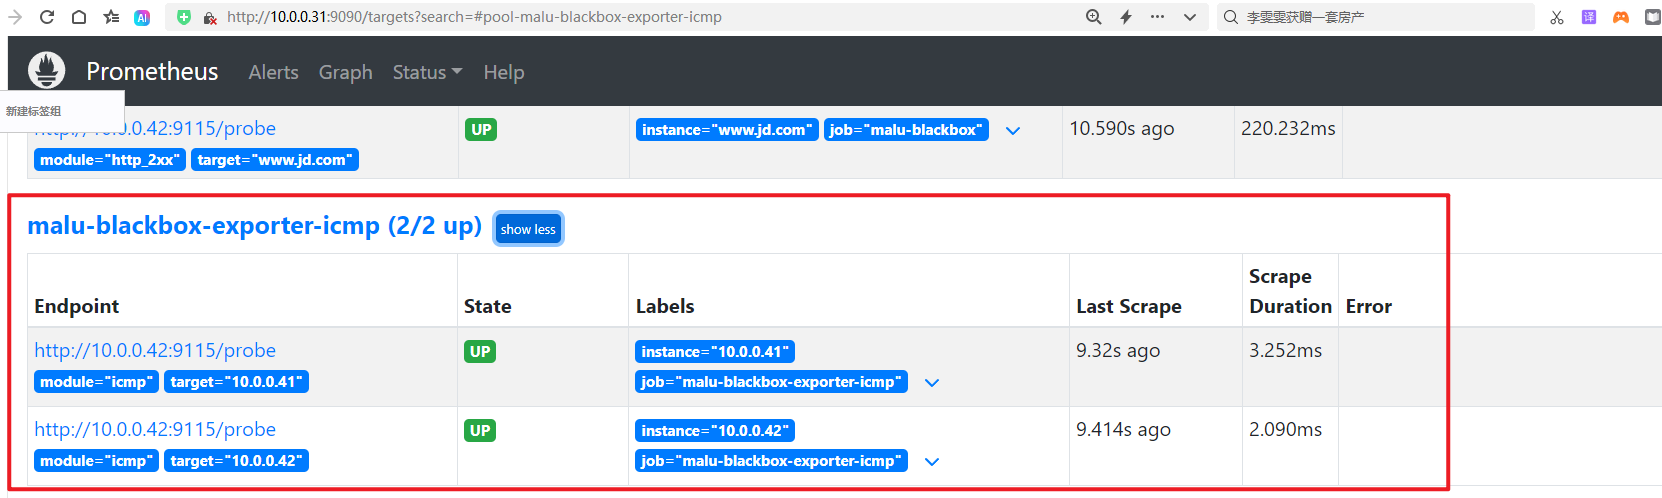 http://10.0.0.31:9090/targets?search=#pool-malu-blackbox-exporter-icmp
李雯雯获赠一套房产
译
AI
Prometheus Alerts Graph Status Help
新建标签组
http://10.0.0.42:9115/probe UP instance="www.jd.com" job="malu-blackbox" 10.590s ago 220.232ms
module="http_2xx" target="www.jd.com"
malu-blackbox-exporter-icmp (2/2 up) show less
Endpoint State Labels Last Scrape Scrape Duration Error
http://10.0.0.42:9115/probe UP instance="10.0.0.41" 9.32s ago 3.252ms
module="icmp" target="10.0.0.41" job="malu-blackbox-exporter-icmp"
http://10.0.0.42:9115/probe UP instance="10.0.0.42" 9.414s ago 2.090ms
module="icmp" target="10.0.0.42" job="malu-blackbox-exporter-icmp"